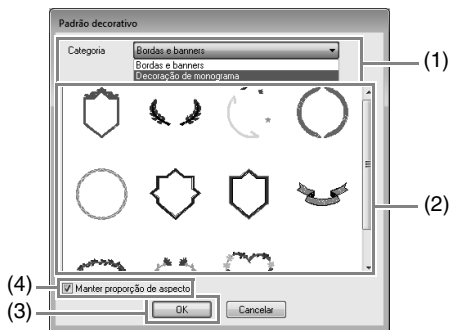 Padrão decorativo
Categoria
Bordas e banners
Bordas e banners
Decoração de monograma
(1)
(2)
(4)
Manter proporção de aspecto
(3)
OK
Cancelar